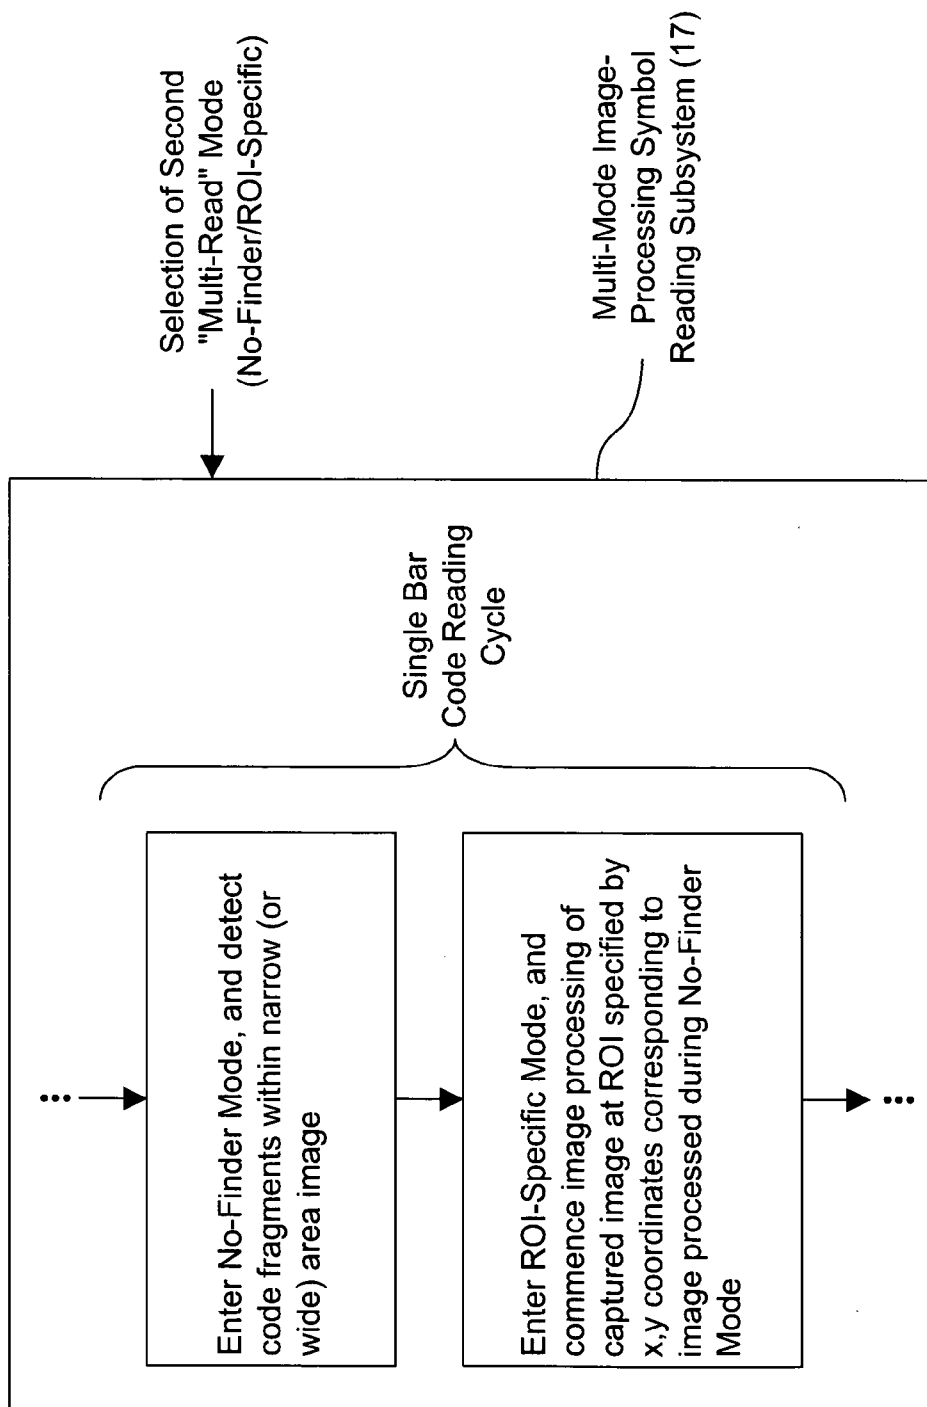 Selection of Second
"Multi-Read" Mode
(No-Finder/ROI-Specific)
Multi-Mode Image-
Processing Symbol
Reading Subsystem (17)
Single Bar
Code Reading
Cycle
Enter No-Finder Mode, and detect
code fragments within narrow (or
wide) area image
Enter ROI-Specific Mode, and
commence image processing of
captured image at ROI specified by
x,y coordinates corresponding to
image processed during No-Finder
Mode